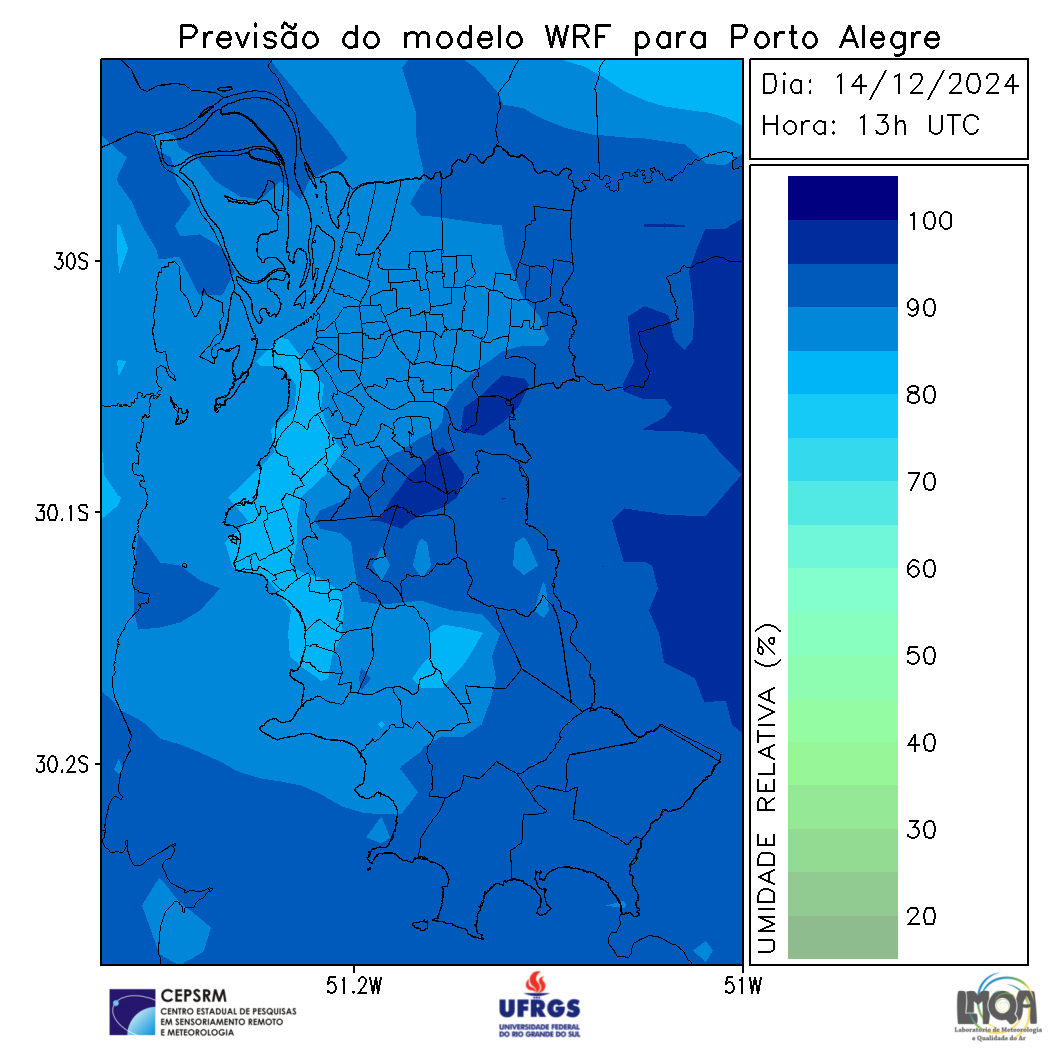 Previsão do modelo WRF para Porto Alegre
Dia: 14/12/2024
Hora: 13h UTC
100
90
80
70
60
50
40
30
20
UMIDADE RELATIVA (%)
30S
30.1S
30.2S
51.2W
51W
CEPSRM
CENTRO ESTADUAL DE PESQUISAS
EM SENSORIAMENTO REMOTO
E METEOROLOGIA
UFRGS
UNIVERSIDADE FEDERAL
DO RIO GRANDE DO SUL
LMQA
Laboratório de Meteorologia
e Qualidade do Ar